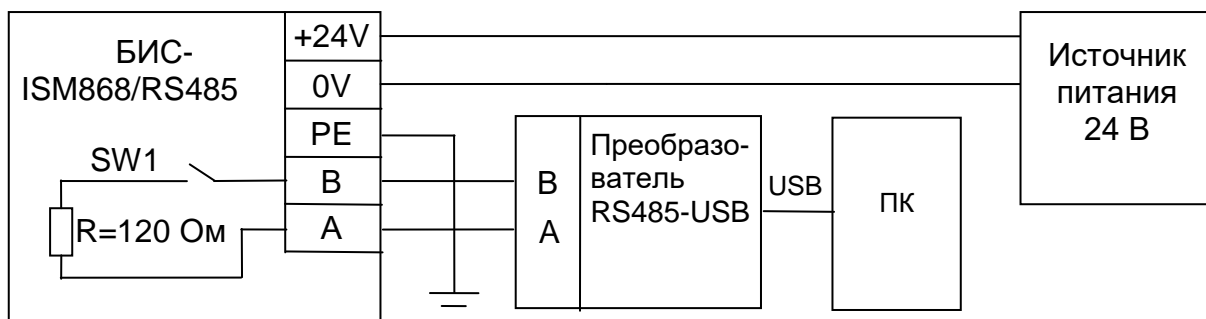 БИС-
ISM868/RS485
SW1
R=120 Ом
+24V
0V
PE
B
A
B
A
Преобразо-
ватель
RS485-USB
USB
ПК
Источник
питания
24 В